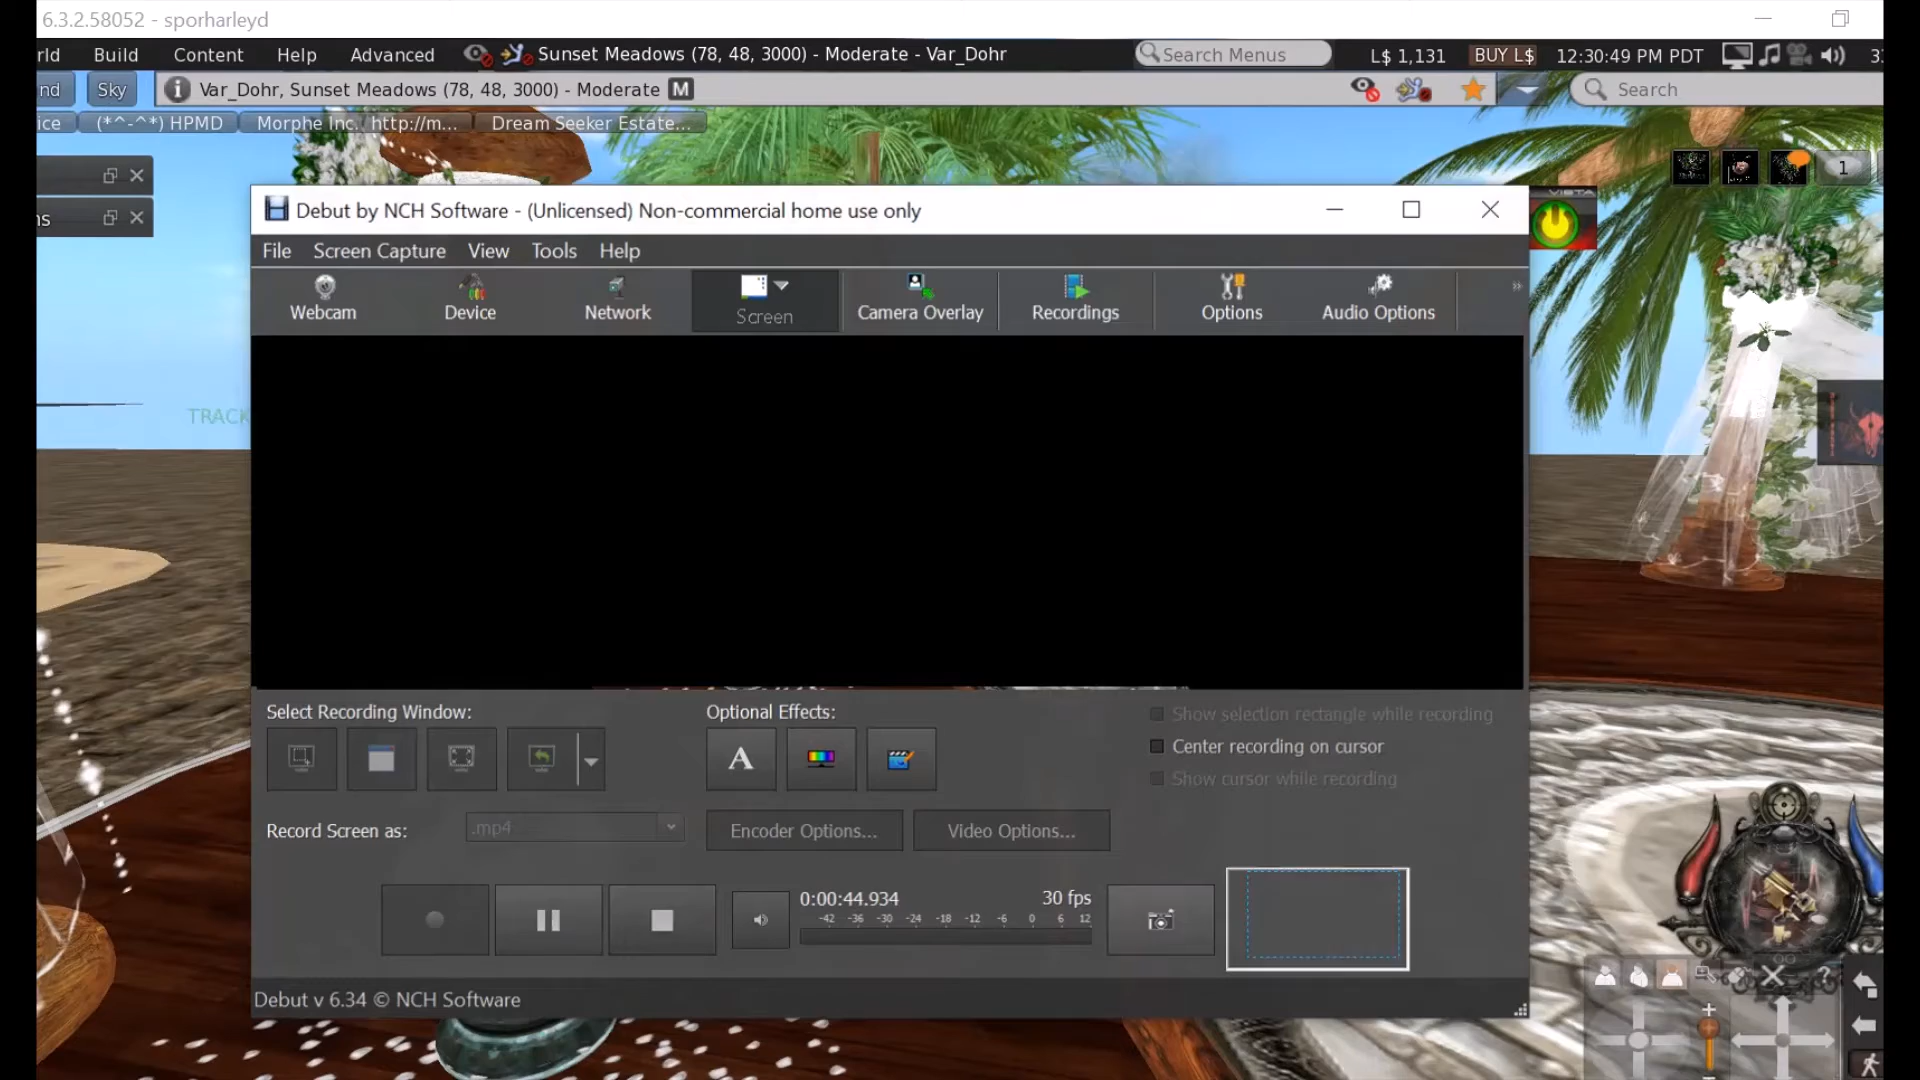 6.3.2.58052 - sporharleyd
rld Build Content Help Advanced Sunset Meadows (78, 48, 3000) - Moderate - Var_Dohr Search Menus L$ 1,131 BUY L$ 12:30:49 PM PDT 3
nd Sky Var_Dohr, Sunset Meadows (78, 48, 3000) - Moderate M Search
ice (*^-^*) HPMD Morphe Inc., http://m... Dream Seeker Estate...
1
VISTA
ns
Debut by NCH Software - (Unlicensed) Non-commercial home use only
File Screen Capture View Tools Help
Webcam Device Network Screen Camera Overlay Recordings Options Audio Options »
TRACK
Select Recording Window: Optional Effects: Show selection rectangle while recording
A Center recording on cursor
Show cursor while recording
Record Screen as: .mp4 Encoder Options... Video Options...
0:00:44.934 30 fps
-42 -36 -30 -24 -18 -12 -6 0 6 12
Debut v 6.34 © NCH Software